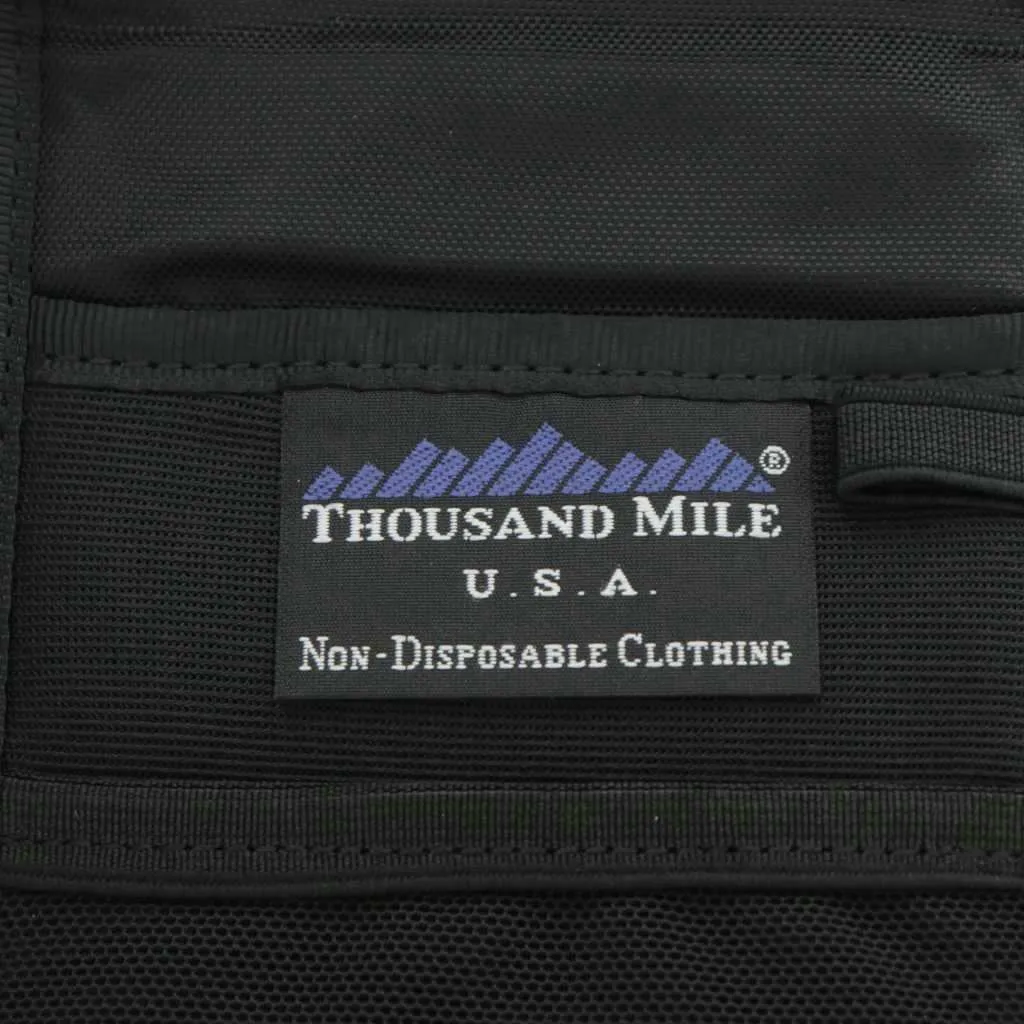 ®
THOUSAND MILE
U.S.A.
NON-DISPOSABLE CLOTHING